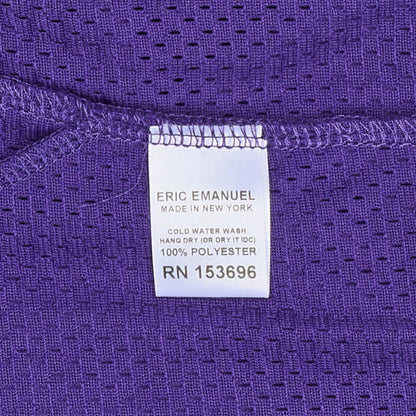 ERIC EMANUEL
MADE IN NEW YORK
COLD WATER WASH
HANG DRY (OR DRY IT IDC)
100% POLYESTER
RN 153696